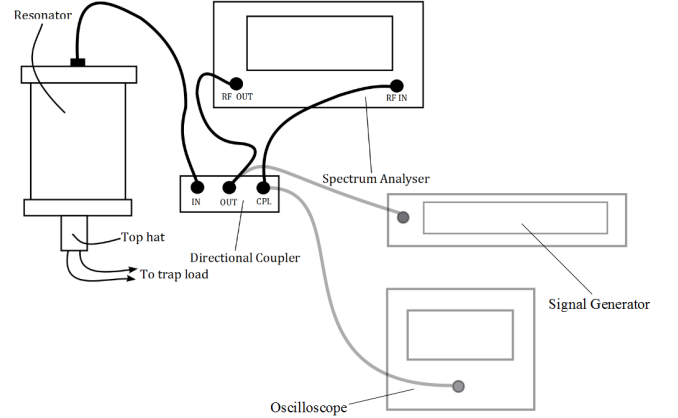 Resonator
RF OUT
RF IN
Spectrum Analyser
IN
OUT
CPL
Top hat
Directional Coupler
To trap load
Signal Generator
Oscilloscope